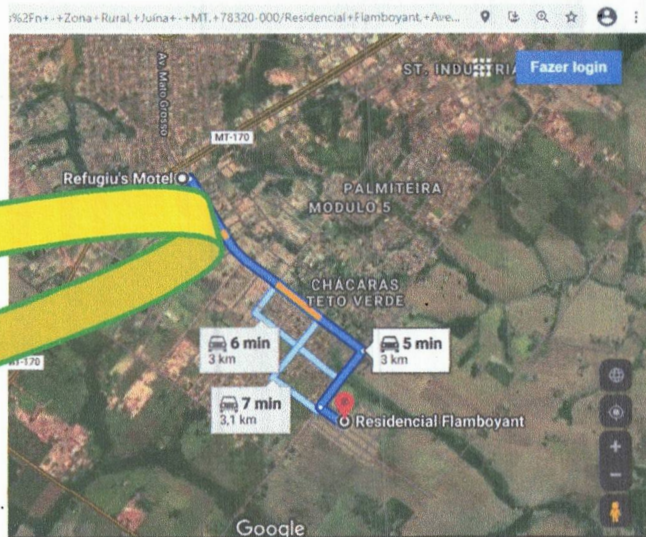 s%2Fn+-+Zona+Rural,+Juína+-+MT,+78320-000/Residencial+Flamboyant,+Ave...
Av. Mato Grosso
ST. INDUSTRIA
Fazer login
MT-170
Refugiu's Motel
PALMITEIRA
MODULO 5
CHÁCARAS
TETO VERDE
6 min
3 km
5 min
3 km
MT-170
7 min
3,1 km
Residencial Flamboyant
Google